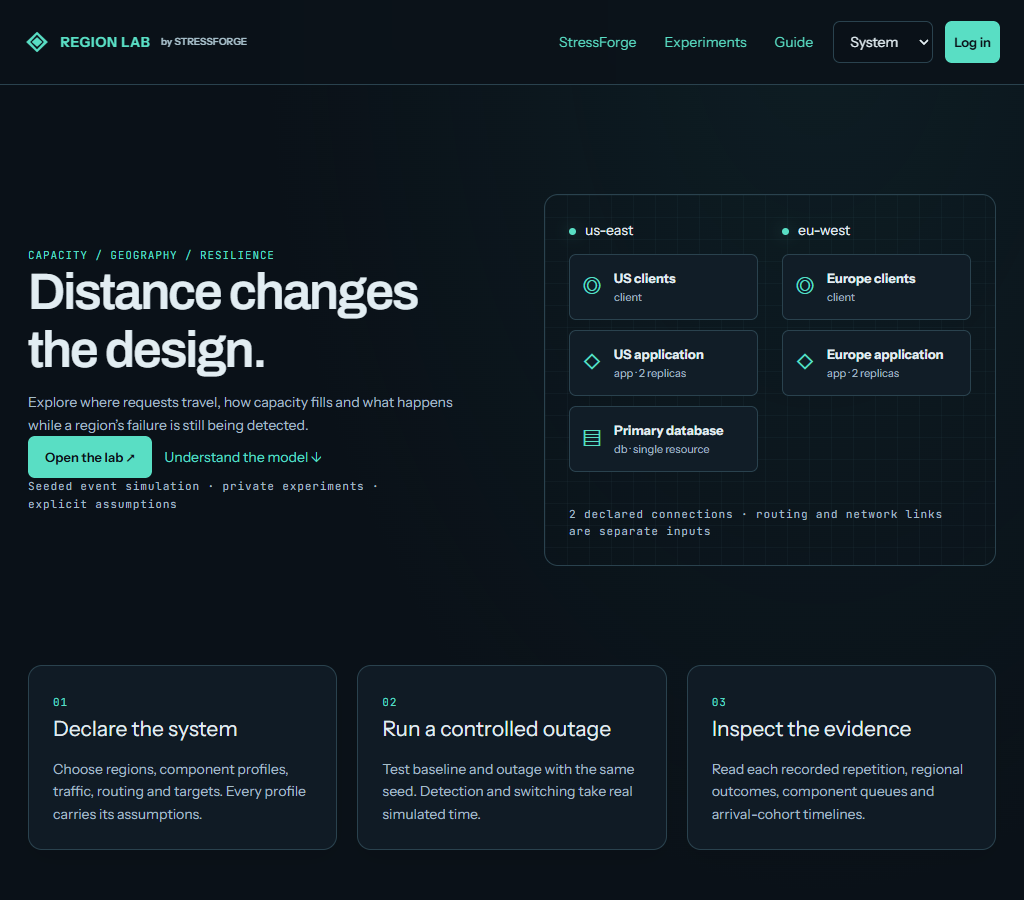 REGION LAB by STRESSFORGE
StressForge Experiments Guide System Log in
CAPACITY / GEOGRAPHY / RESILIENCE
Distance changes
the design.
Explore where requests travel, how capacity fills and what happens
while a region's failure is still being detected.
Open the lab ↗ Understand the model ↓
Seeded event simulation · private experiments ·
explicit assumptions
us-east
US clients
client
US application
app · 2 replicas
Primary database
db · single resource
eu-west
Europe clients
client
Europe application
app · 2 replicas
2 declared connections · routing and network links
are separate inputs
01
Declare the system
Choose regions, component profiles,
traffic, routing and targets. Every profile
carries its assumptions.
02
Run a controlled outage
Test baseline and outage with the same
seed. Detection and switching take real
simulated time.
03
Inspect the evidence
Read each recorded repetition, regional
outcomes, component queues and
arrival-cohort timelines.